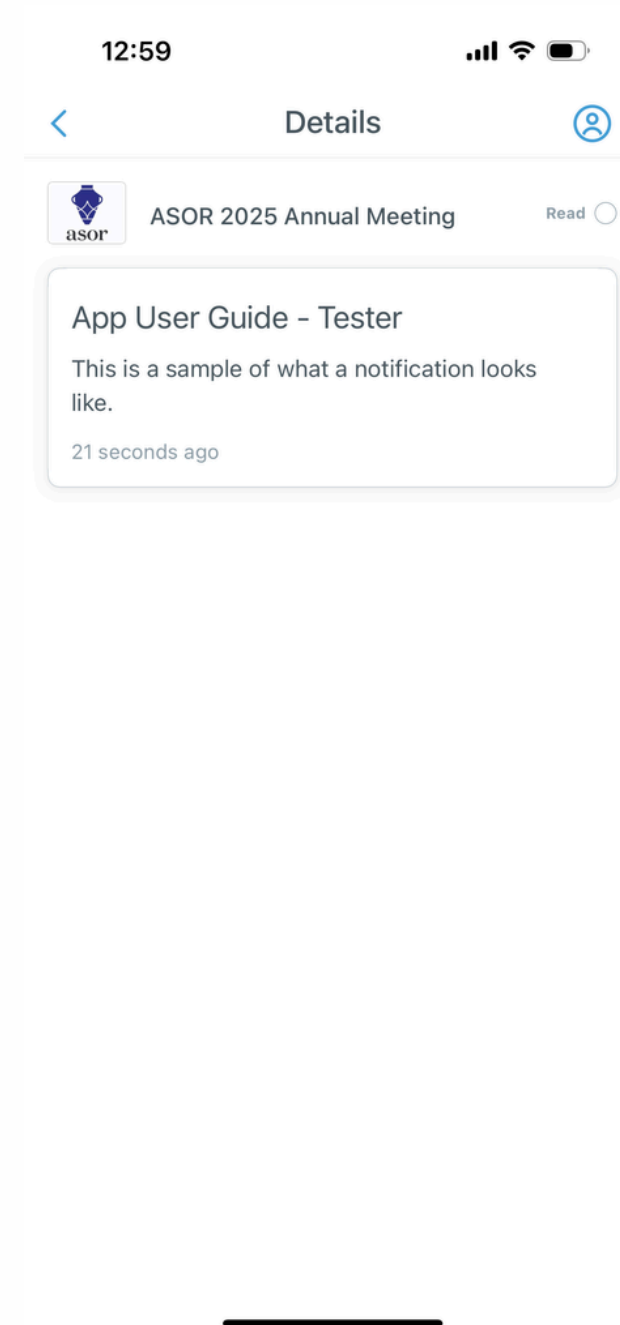 12:59
Details
asor
ASOR 2025 Annual Meeting
Read
App User Guide - Tester
This is a sample of what a notification looks
like.
21 seconds ago